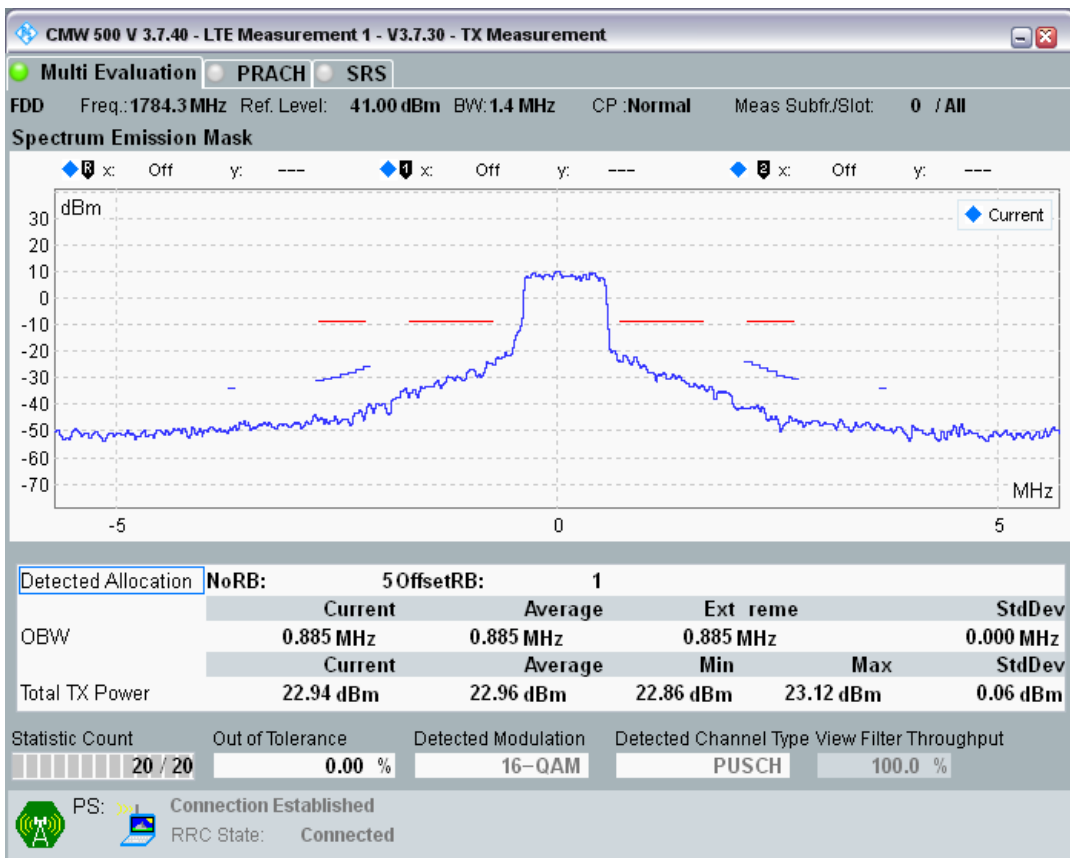 CMW 500 V 3.7.40 - LTE Measurement 1 - V3.7.30 - TX Measurement
Multi Evaluation PRACH SRS
FDD Freq.: 1784.3 MHz Ref. Level: 41.00 dBm BW: 1.4 MHz CP : Normal Meas Subfr./Slot: 0 / All
Spectrum Emission Mask
R x: Off y: --- 1 x: Off y: --- 2 x: Off y: ---
dBm
Current
30
20
10
0
-10
-20
-30
-40
-50
-60
-70
MHz
-5 0 5
Detected Allocation NoRB: 5 OffsetRB: 1
Current Average Ext reme StdDev
OBW 0.885 MHz 0.885 MHz 0.885 MHz 0.000 MHz
Current Average Min Max StdDev
Total TX Power 22.94 dBm 22.96 dBm 22.86 dBm 23.12 dBm 0.06 dBm
Statistic Count Out of Tolerance Detected Modulation Detected Channel Type View Filter Throughput
20 / 20 0.00 % 16-QAM PUSCH 100.0 %
PS: Connection Established
RRC State: Connected